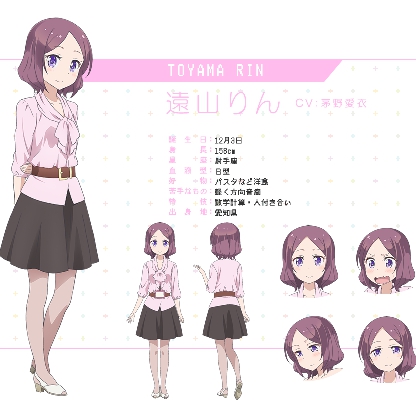 TOYAMA RIN
遠山りん CV:茅野愛衣
誕生日:12月3日
身長:158cm
星座:射手座
血液型:B型
好物:パスタなど洋食
苦手なもの:軽く方向音痴
特技:数学計算・人付き合い
出身地:愛知県